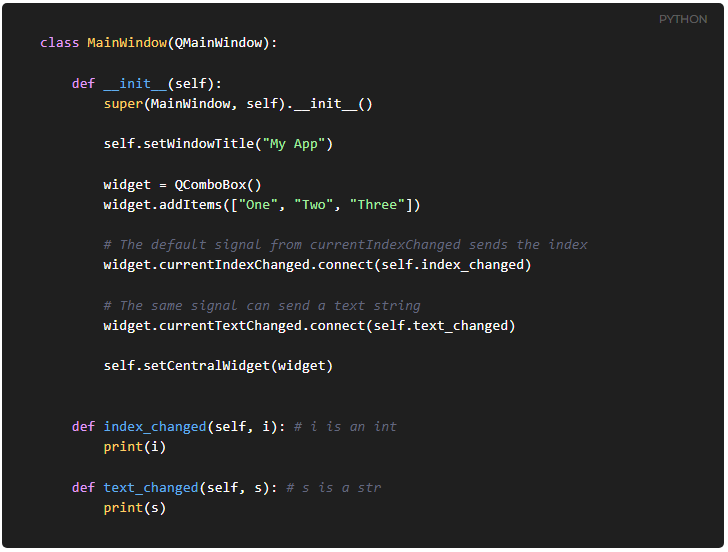 PYTHON
class MainWindow(QMainWindow):
    def __init__(self):
        super(MainWindow, self).__init__()
        self.setWindowTitle("My App")
        widget = QComboBox()
        widget.addItems(["One", "Two", "Three"])
        # The default signal from currentIndexChanged sends the index
        widget.currentIndexChanged.connect(self.index_changed)
        # The same signal can send a text string
        widget.currentTextChanged.connect(self.text_changed)
        self.setCentralWidget(widget)
    def index_changed(self, i): # i is an int
        print(i)
    def text_changed(self, s): # s is a str
        print(s)